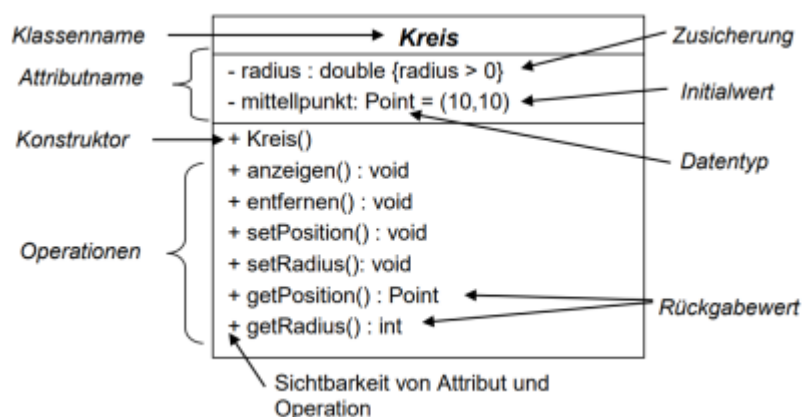 Klassenname
Kreis
Zusicherung
Attributname
- radius : double {radius > 0}
- mittellpunkt: Point = (10,10)
Initialwert
Konstruktor
+ Kreis()
Datentyp
+ anzeigen() : void
+ entfernen() : void
+ setPosition() : void
Operationen
+ setRadius(): void
+ getPosition() : Point
+ getRadius() : int
Rückgabewert
Sichtbarkeit von Attribut und
Operation